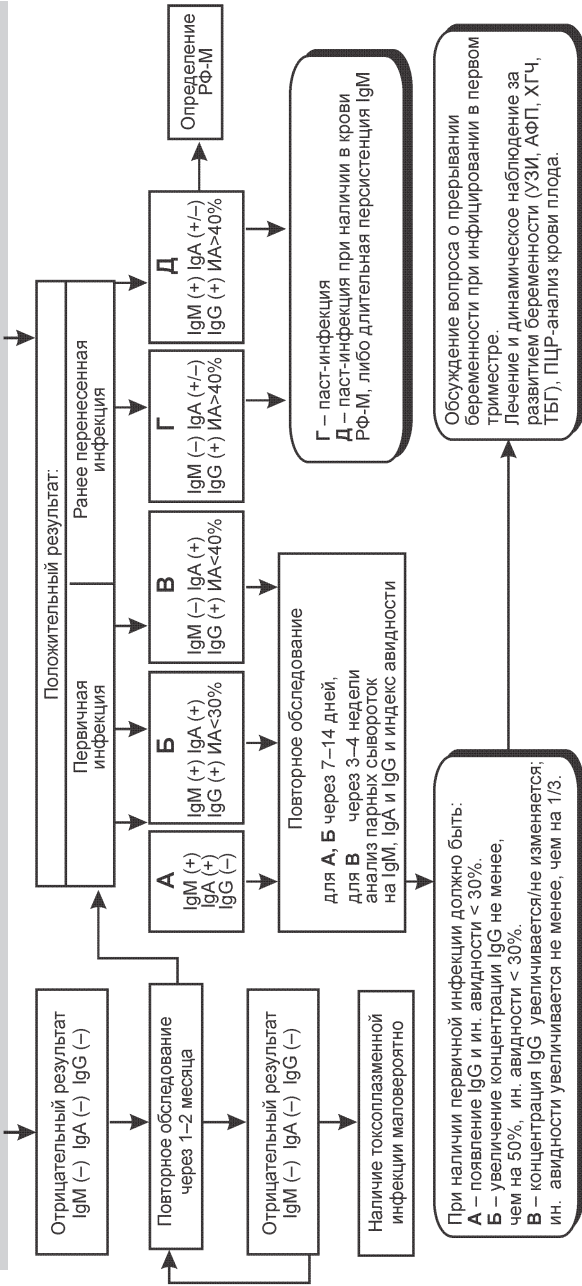 Отрицательный результат
IgM (–) IgA (–) IgG (–)
Повторное обследование
через 1–2 месяца
Отрицательный результат
IgM (–) IgA (–) IgG (–)
Наличие токсоплазменной
инфекции маловероятно
Положительный результат:
Первичная
инфекция
Ранее перенесенная
инфекция
А
IgM (+)
IgA (+)
IgG (–)
Б
IgM (+) IgA (+)
IgG (+) ИА<30%
В
IgM (–) IgA (+)
IgG (+) ИА<40%
Г
IgM (–) IgA (+/–)
IgG (+) ИА>40%
Д
IgM (+) IgA (+/–)
IgG (+) ИА>40%
Определение
РФ-М
Повторное обследование
для А, Б через 7–14 дней,
для В через 3–4 недели
анализ парных сывороток
на IgM, IgA и IgG и индекс авидности
Г – паст-инфекция
Д – паст-инфекция при наличии в крови
РФ-М, либо длительная персистенция IgM
При наличии первичной инфекции должно быть:
А – появление IgG и ин. авидности < 30%.
Б – увеличение концентрации IgG не менее,
чем на 50%, ин. авидности < 30%.
В – концентрация IgG увеличивается/не изменяется;
ин. авидности увеличивается не менее, чем на 1/3.
Обсуждение вопроса о прерывании
беременности при инфицировании в первом
триместре.
Лечение и динамическое наблюдение за
развитием беременности (УЗИ, АФП, ХГЧ,
ТБГ), ПЦР-анализ крови плода.